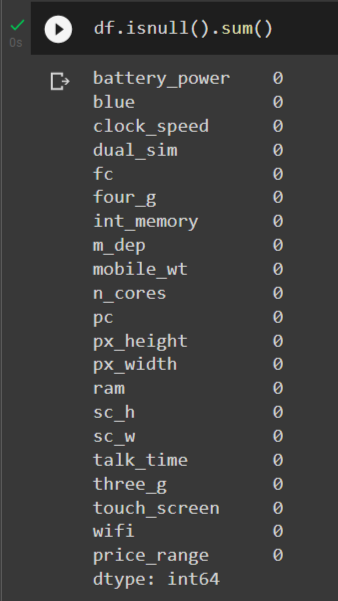 df.isnull().sum()
0s
battery_power 0
blue 0
clock_speed 0
dual_sim 0
fc 0
four_g 0
int_memory 0
m_dep 0
mobile_wt 0
n_cores 0
pc 0
px_height 0
px_width 0
ram 0
sc_h 0
sc_w 0
talk_time 0
three_g 0
touch_screen 0
wifi 0
price_range 0
dtype: int64